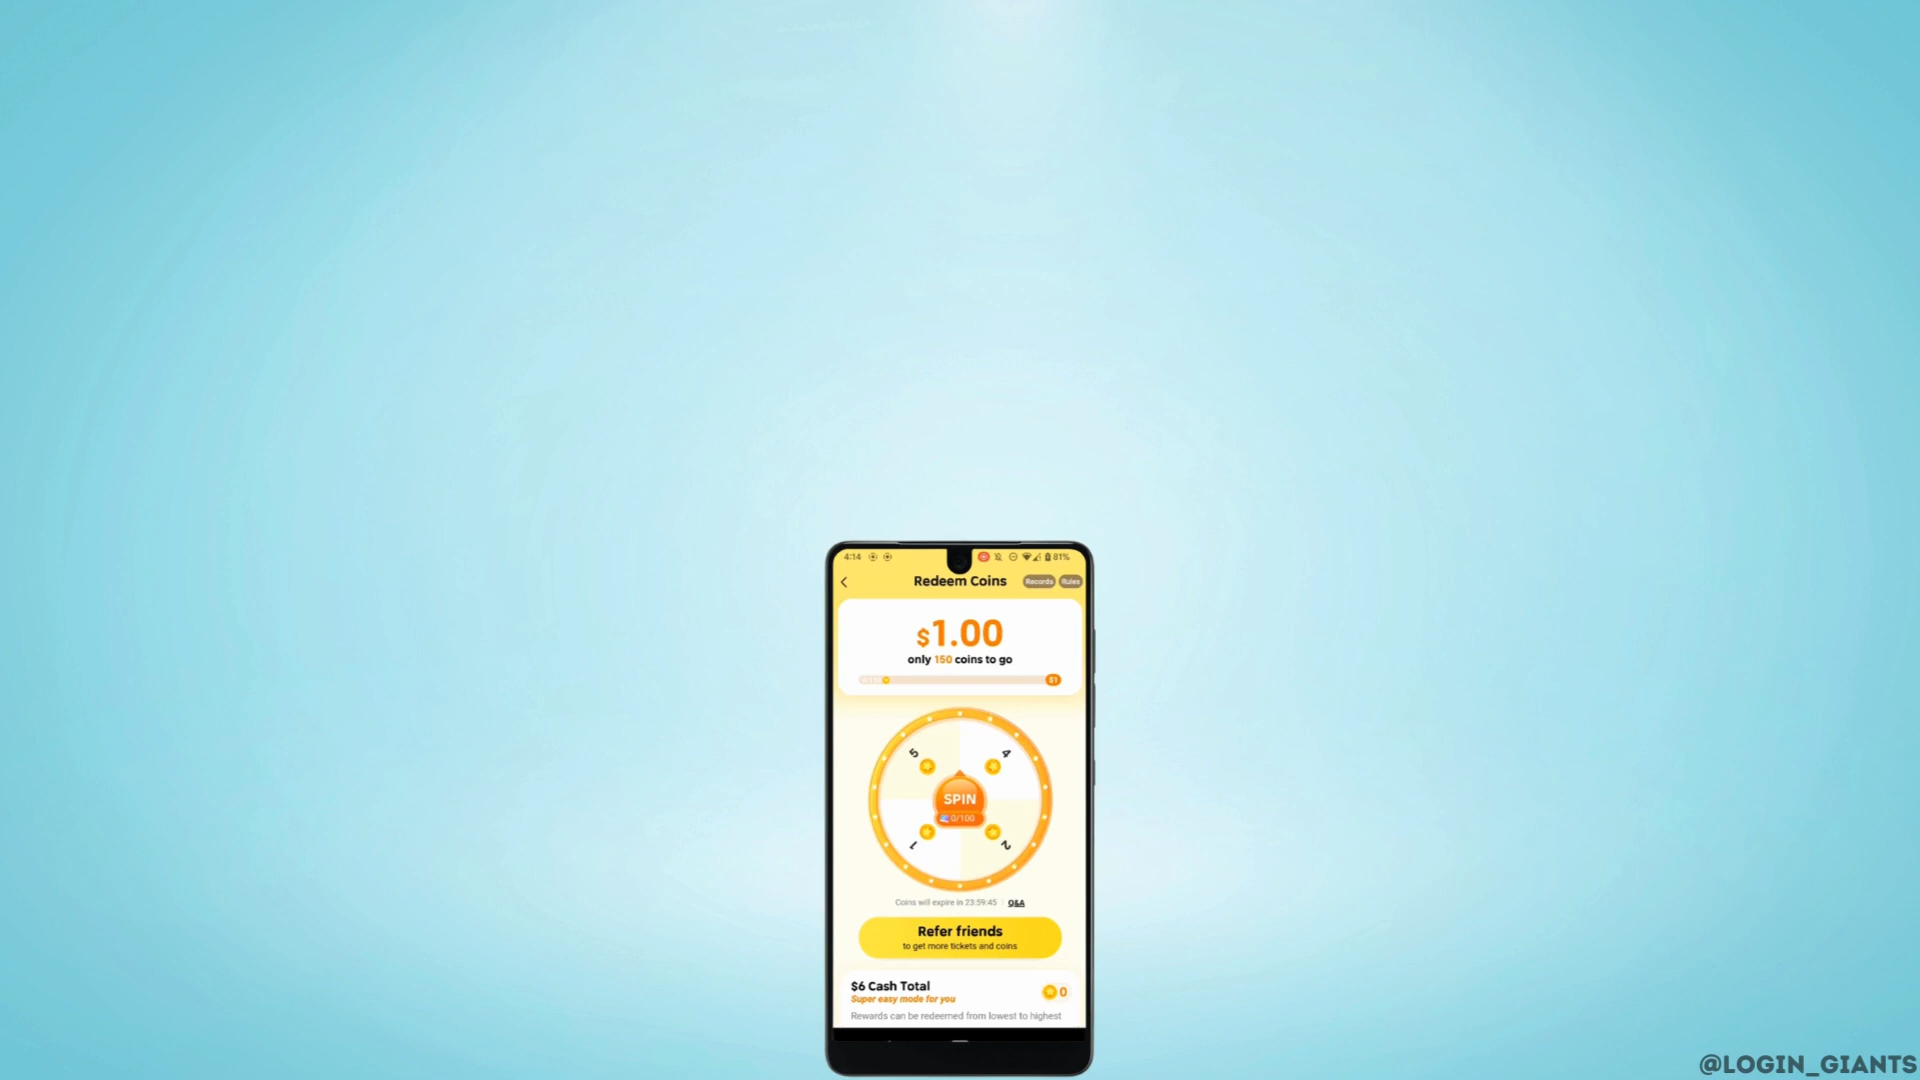 4:14
81%
Redeem Coins
Records
Rules
$1.00
only 150 coins to go
$1
5
4
SPIN
0/100
1
2
Coins will expire in 23:59:45
Q&A
Refer friends
to get more tickets and coins
$6 Cash Total
Super easy mode for you
0
Rewards can be redeemed from lowest to highest
@LOGIN_GIANTS